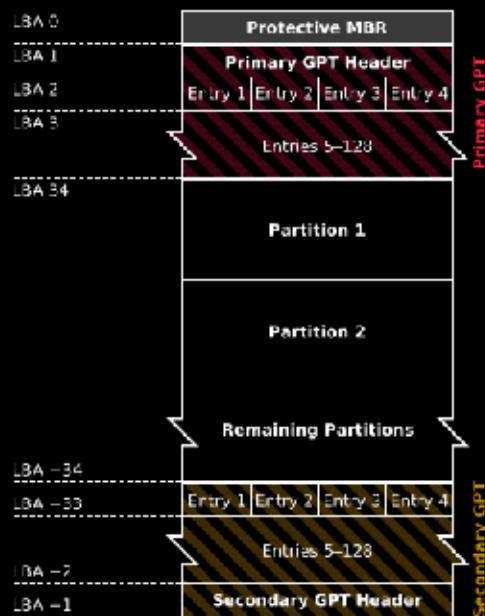 LBA 0
Protective MBR
LBA 1
Primary GPT Header
LBA 2
Entry 1 Entry 2 Entry 3 Entry 4
LBA 3
Entries 5–128
Primary GPT
LBA 34
Partition 1
Partition 2
Remaining Partitions
LBA −34
LBA −33
Entry 1 Entry 2 Entry 3 Entry 4
Entries 5–128
LBA −2
LBA −1
Secondary GPT Header
Secondary GPT